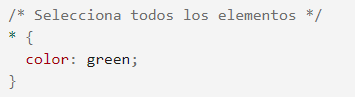 /* Selecciona todos los elementos */
* {
  color: green;
}